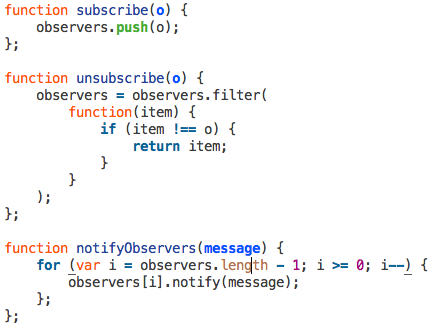 function subscribe(o) {
    observers.push(o);
};

function unsubscribe(o) {
    observers = observers.filter(
        function(item) {
            if (item !== o) {
                return item;
            }
        }
    );
};

function notifyObservers(message) {
    for (var i = observers.length - 1; i >= 0; i--) {
        observers[i].notify(message);
    };
};